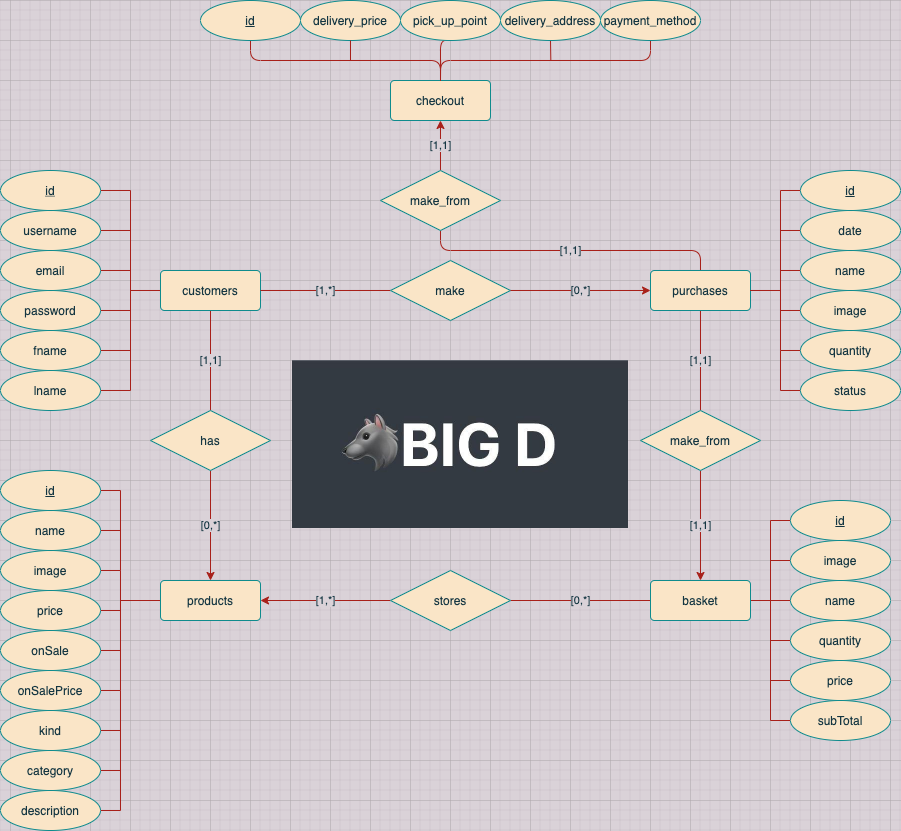 id
delivery_price
pick_up_point
delivery_address
payment_method
checkout
[1,1]
make_from
[1,1]
id
username
email
password
fname
lname
customers
[1,*]
make
[0,*]
purchases
id
date
name
image
quantity
status
[1,1]
has
[0,*]
BIG D
[1,1]
make_from
[1,1]
id
name
image
price
onSale
onSalePrice
kind
category
description
products
[1,*]
stores
[0,*]
basket
id
image
name
quantity
price
subTotal